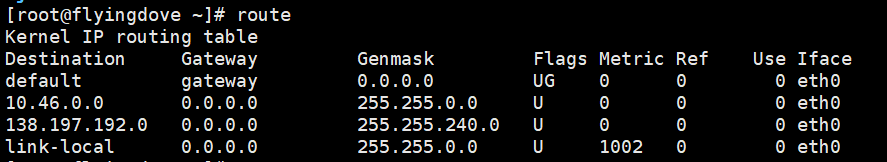 [root@flyingdove ~]# route
Kernel IP routing table
Destination     Gateway         Genmask         Flags Metric Ref    Use Iface
default         gateway         0.0.0.0         UG    0      0        0 eth0
10.46.0.0       0.0.0.0         255.255.0.0     U     0      0        0 eth0
138.197.192.0   0.0.0.0         255.255.240.0   U     0      0        0 eth0
link-local      0.0.0.0         255.255.0.0     U     1002   0        0 eth0